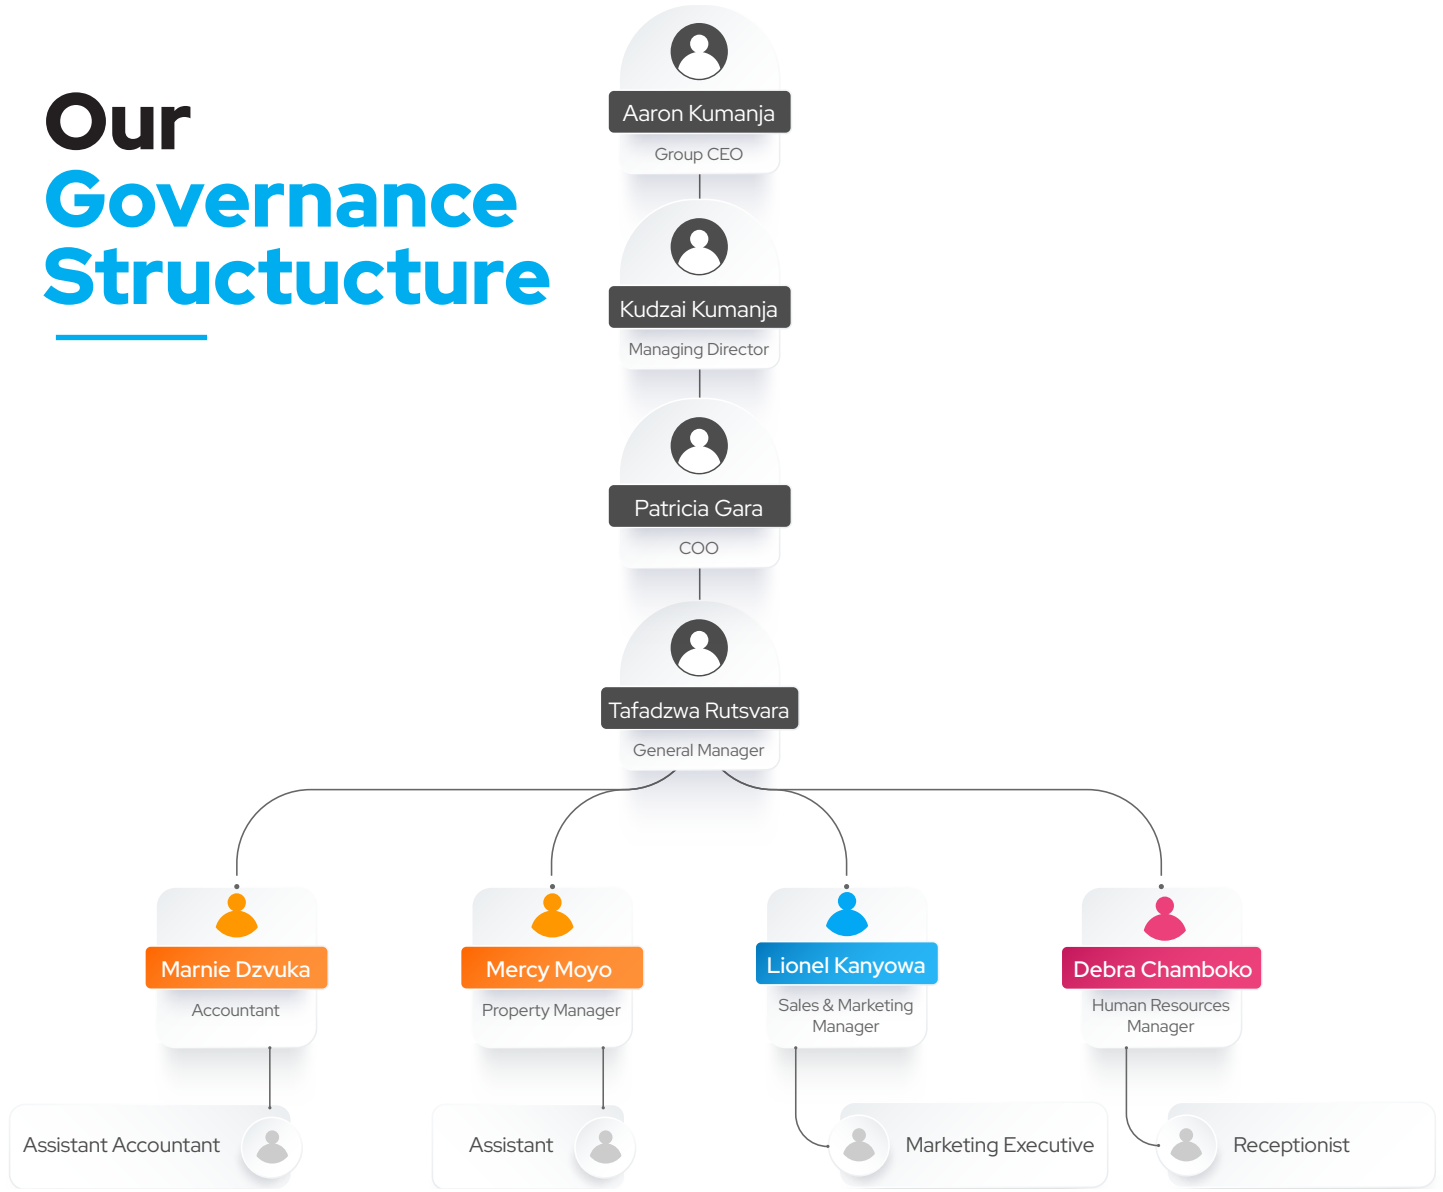 Our
Governance
Structucture
Aaron Kumanja
Group CEO
Kudzai Kumanja
Managing Director
Patricia Gara
COO
Tafadzwa Rutsvara
General Manager
Marnie Dzvuka
Accountant
Mercy Moyo
Property Manager
Lionel Kanyowa
Sales & Marketing
Manager
Debra Chamboko
Human Resources
Manager
Assistant Accountant
Assistant
Marketing Executive
Receptionist